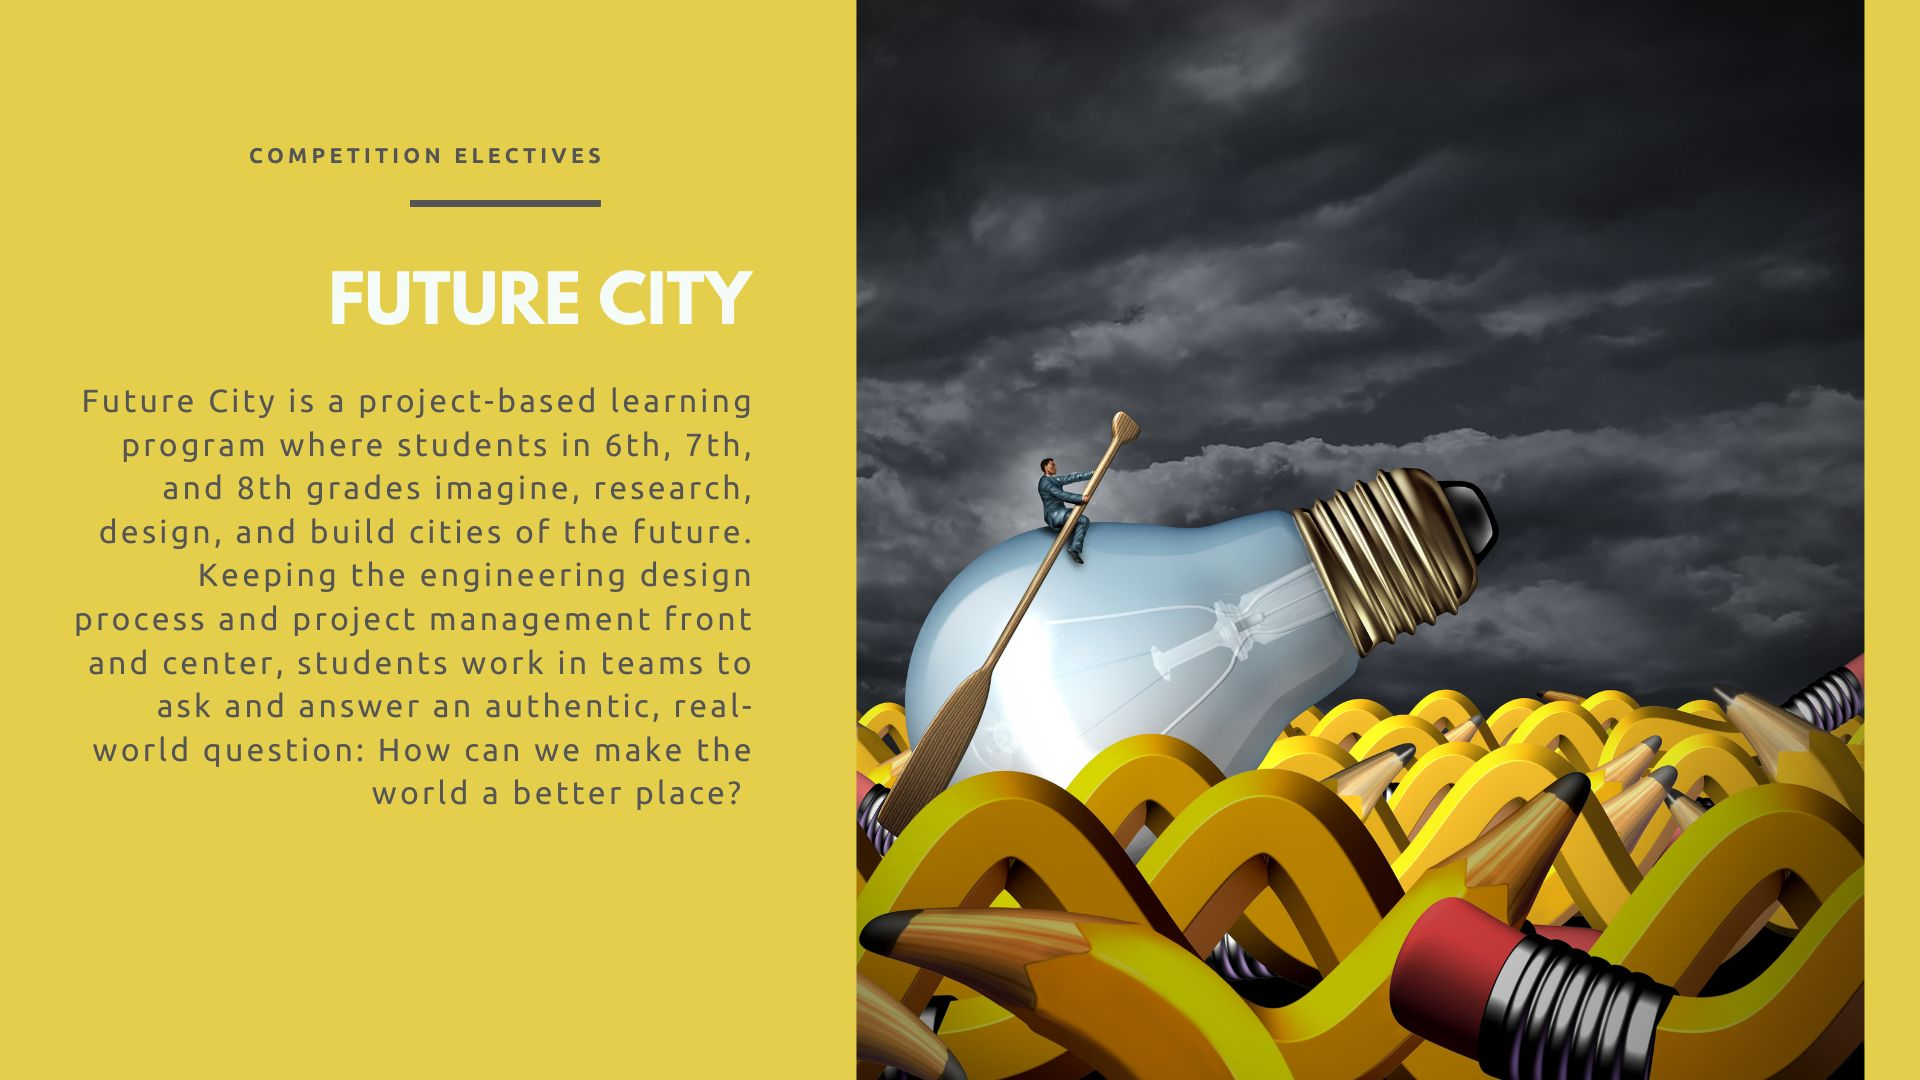 COMPETITION ELECTIVES
FUTURE CITY
Future City is a project-based learning
program where students in 6th, 7th,
and 8th grades imagine, research,
design, and build cities of the future.
Keeping the engineering design
process and project management front
and center, students work in teams to
ask and answer an authentic, real-
world question: How can we make the
world a better place?